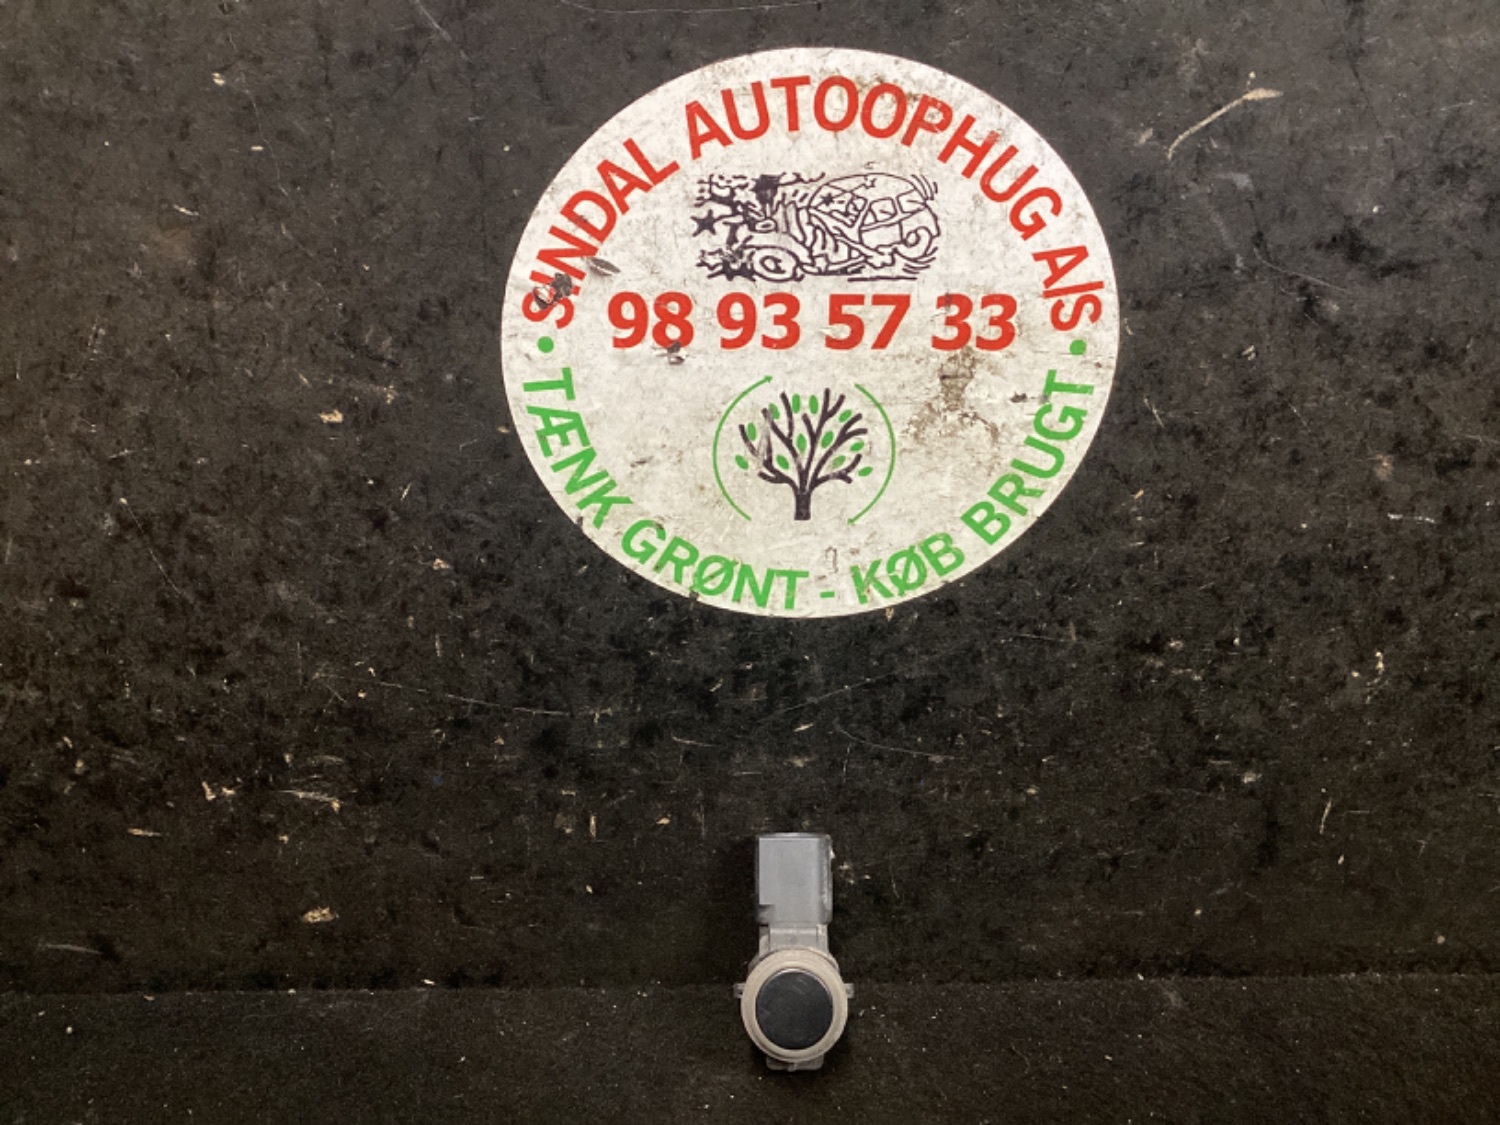 SINDAL AUTOOPHUG A/S
98 93 57 33
• TÆNK GRØNT - KØB BRUGT •